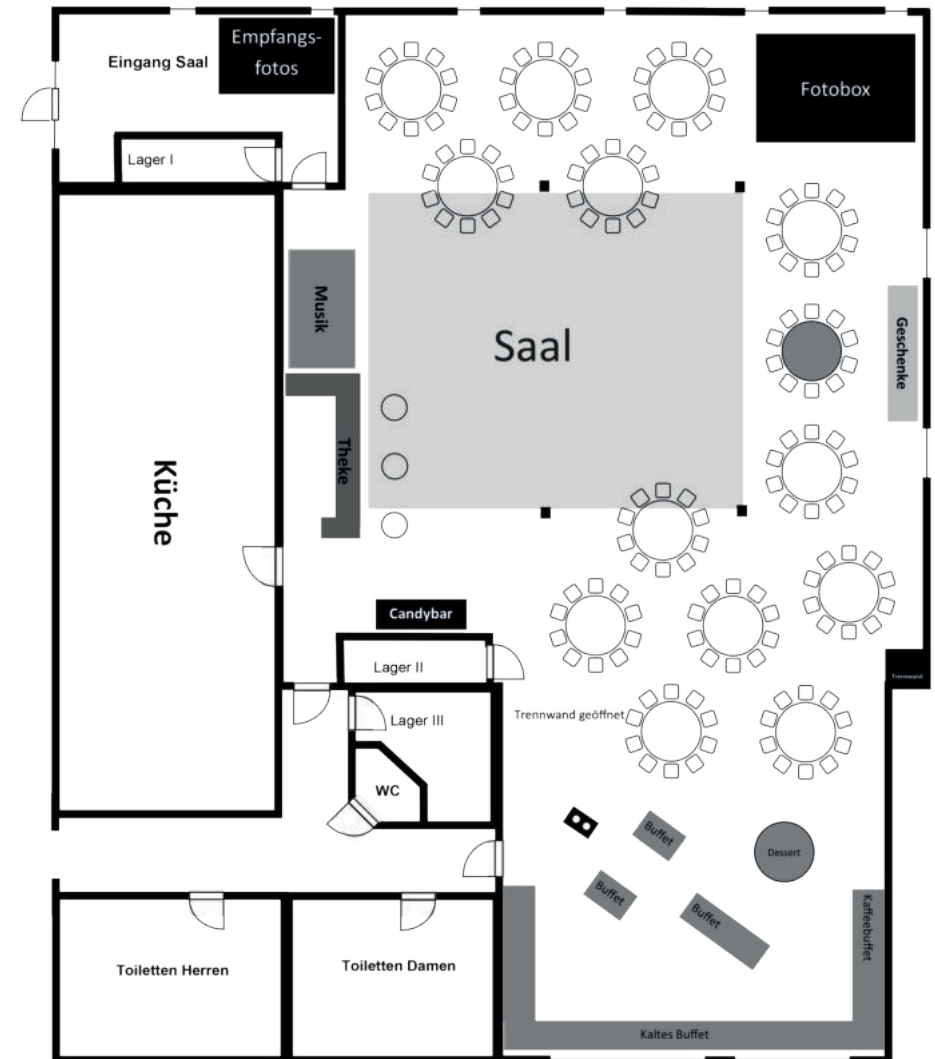 Empfangs-
fotos
Eingang Saal
Fotobox
Lager I
Musik
Geschenke
Saal
Theke
Küche
Candybar
Lager II
Trennwand
Lager III
Trennwand geöffnet
WC
Buffet
Dessert
Buffet
Buffet
Kaffeebuffet
Toiletten Herren
Toiletten Damen
Kaltes Buffet